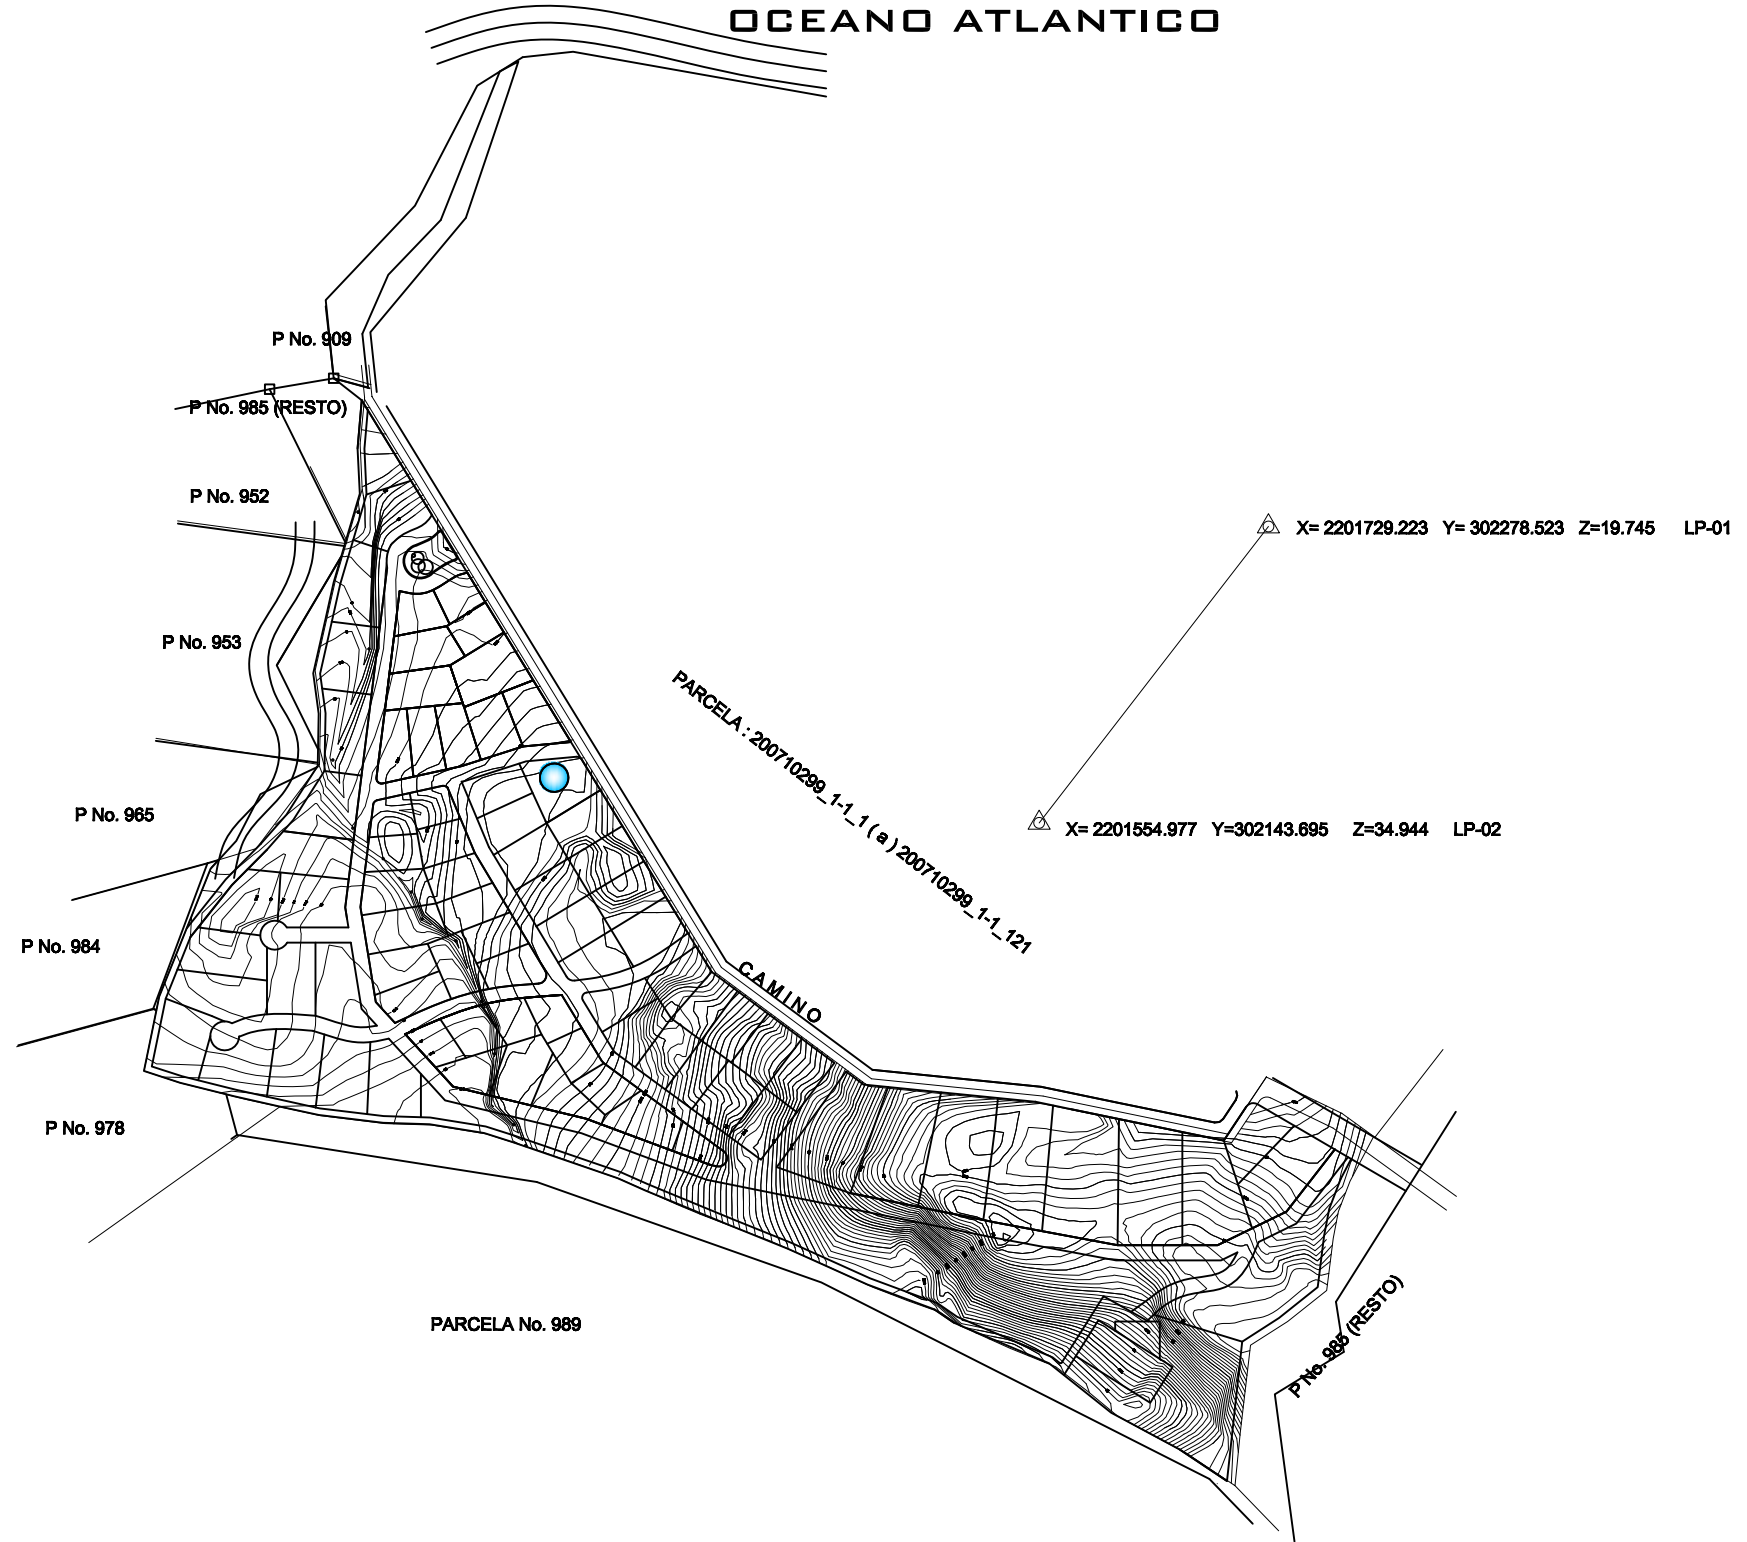 OCEANO ATLANTICO
P No. 909
P No. 985 (RESTO)
P No. 952
X= 2201729.223 Y= 302278.523 Z=19.745 LP-01
P No. 953
PARCELA : 200710299_1-1_1 ( a ) 200710299_1-1_121
P No. 965
X= 2201554.977 Y=302143.695 Z=34.944 LP-02
P No. 984
CAMINO
P No. 978
PARCELA No. 989
P No. 985 (RESTO)